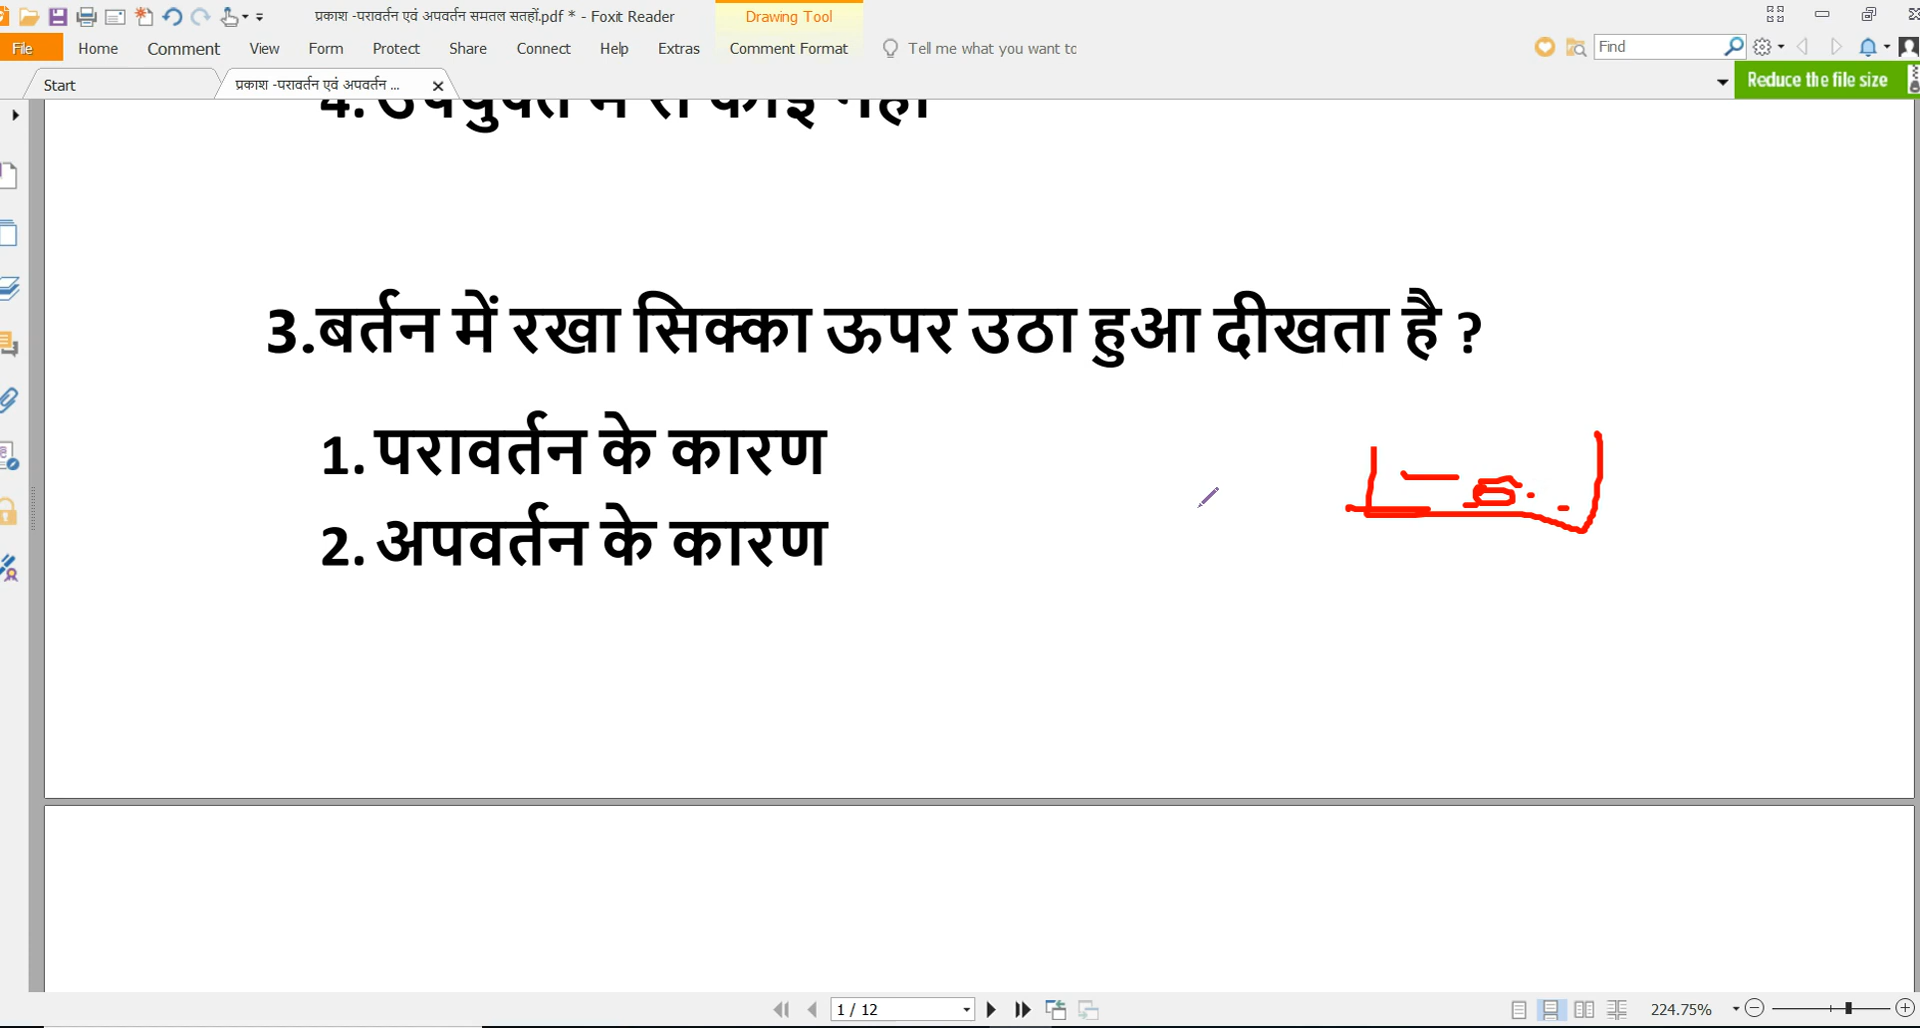 प्रकाश -परावर्तन एवं अपवर्तन समतल सतहों.pdf * - Foxit Reader
Drawing Tool
File Home Comment View Form Protect Share Connect Help Extras Comment Format Tell me what you want to Find
Start
प्रकाश -परावर्तन एवं अपवर्तन ...
Reduce the file size
4. उपर्युक्त में से कोई नहीं
3.बर्तन में रखा सिक्का ऊपर उठा हुआ दीखता है ?
1. परावर्तन के कारण
2. अपवर्तन के कारण
1 / 12
224.75%